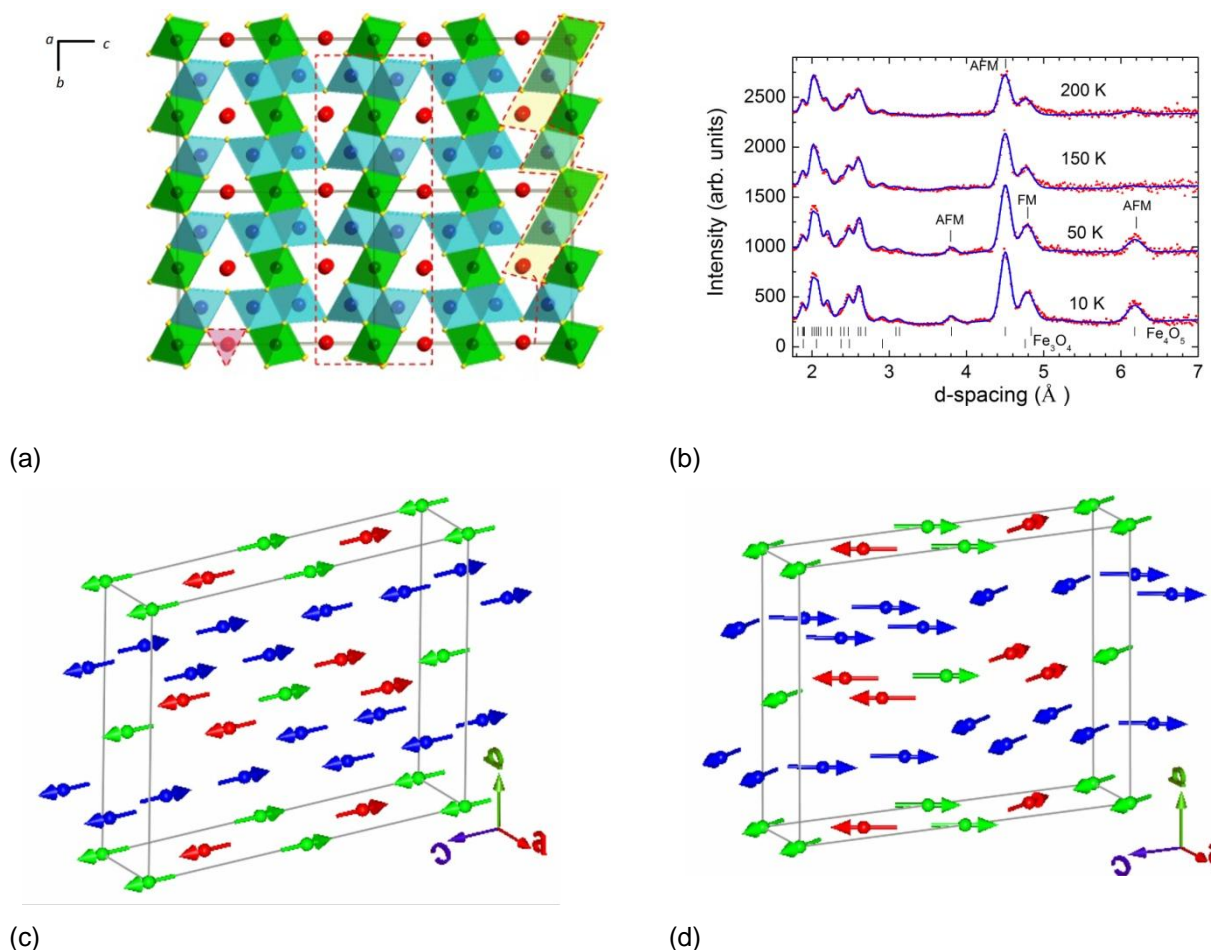 a
c
b
AFM
200 K
150 K
AFM
FM
AFM
50 K
10 K
Fe3O4
Fe4O5
2500
2000
1500
1000
500
0
2 3 4 5 6 7
Intensity (arb. units)
d-spacing (Å )
(a)
(b)
b
c
a
b
c
a
(c)
(d)